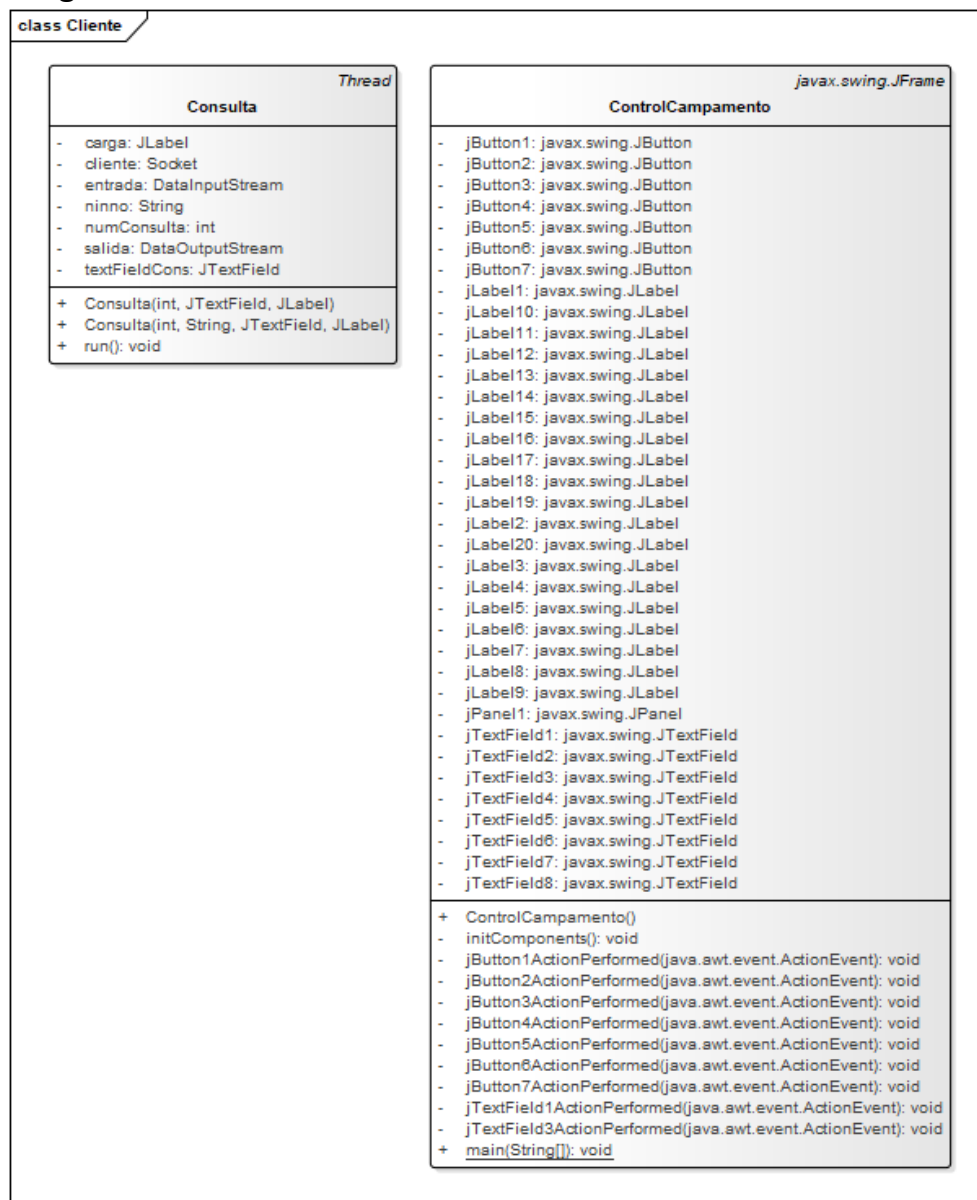 class Cliente
Thread
Consulta
- carga: JLabel
- cliente: Socket
- entrada: DataInputStream
- ninno: String
- numConsulta: int
- salida: DataOutputStream
- textFieldCons: JTextField
+ Consulta(int, JTextField, JLabel)
+ Consulta(int, String, JTextField, JLabel)
+ run(): void
javax.swing.JFrame
ControlCampamento
- jButton1: javax.swing.JButton
- jButton2: javax.swing.JButton
- jButton3: javax.swing.JButton
- jButton4: javax.swing.JButton
- jButton5: javax.swing.JButton
- jButton6: javax.swing.JButton
- jButton7: javax.swing.JButton
- jLabel1: javax.swing.JLabel
- jLabel10: javax.swing.JLabel
- jLabel11: javax.swing.JLabel
- jLabel12: javax.swing.JLabel
- jLabel13: javax.swing.JLabel
- jLabel14: javax.swing.JLabel
- jLabel15: javax.swing.JLabel
- jLabel16: javax.swing.JLabel
- jLabel17: javax.swing.JLabel
- jLabel18: javax.swing.JLabel
- jLabel19: javax.swing.JLabel
- jLabel2: javax.swing.JLabel
- jLabel20: javax.swing.JLabel
- jLabel3: javax.swing.JLabel
- jLabel4: javax.swing.JLabel
- jLabel5: javax.swing.JLabel
- jLabel6: javax.swing.JLabel
- jLabel7: javax.swing.JLabel
- jLabel8: javax.swing.JLabel
- jLabel9: javax.swing.JLabel
- jPanel1: javax.swing.JPanel
- jTextField1: javax.swing.JTextField
- jTextField2: javax.swing.JTextField
- jTextField3: javax.swing.JTextField
- jTextField4: javax.swing.JTextField
- jTextField5: javax.swing.JTextField
- jTextField6: javax.swing.JTextField
- jTextField7: javax.swing.JTextField
- jTextField8: javax.swing.JTextField
+ ControlCampamento()
- initComponents(): void
- jButton1ActionPerformed(java.awt.event.ActionEvent): void
- jButton2ActionPerformed(java.awt.event.ActionEvent): void
- jButton3ActionPerformed(java.awt.event.ActionEvent): void
- jButton4ActionPerformed(java.awt.event.ActionEvent): void
- jButton5ActionPerformed(java.awt.event.ActionEvent): void
- jButton6ActionPerformed(java.awt.event.ActionEvent): void
- jButton7ActionPerformed(java.awt.event.ActionEvent): void
- jTextField1ActionPerformed(java.awt.event.ActionEvent): void
- jTextField3ActionPerformed(java.awt.event.ActionEvent): void
+ main(String[]): void